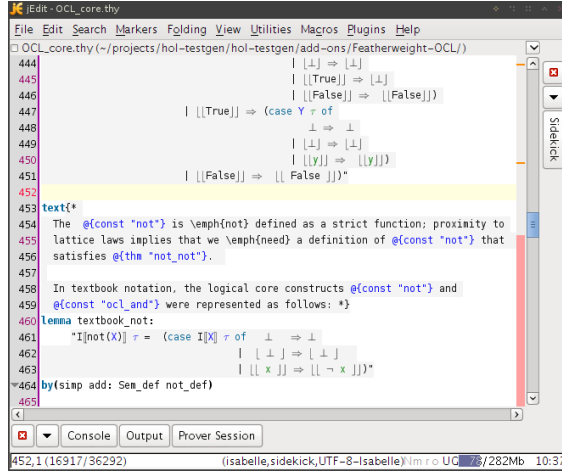 jEdit - OCL_core.thy
File Edit Search Markers Folding View Utilities Macros Plugins Help
OCL_core.thy (~/projects/hol-testgen/hol-testgen/add-ons/Featherweight-OCL/)
444 | ⌊⊥⌋ ⇒ ⌊⊥⌋
445 | ⌊⌊True⌋⌋ ⇒ ⌊⊥⌋
446 | ⌊⌊False⌋⌋ ⇒ ⌊⌊False⌋⌋)
447 | ⌊⌊True⌋⌋ ⇒ (case Y τ of
448 ⊥ ⇒ ⊥
449 | ⌊⊥⌋ ⇒ ⌊⊥⌋
450 | ⌊⌊y⌋⌋ ⇒ ⌊⌊y⌋⌋)
451 | ⌊⌊False⌋⌋ ⇒ ⌊⌊ False ⌋⌋)"
452
453 text{*
454 The @{const "not"} is \emph{not} defined as a strict function; proximity to
455 lattice laws implies that we \emph{need} a definition of @{const "not"} that
456 satisfies @{thm "not_not"}.
457
458 In textbook notation, the logical core constructs @{const "not"} and
459 @{const "ocl_and"} were represented as follows: *}
460 lemma textbook_not:
461 "I⟦not(X)⟧ τ = (case I⟦X⟧ τ of ⊥ ⇒ ⊥
462 | ⌊ ⊥ ⌋ ⇒ ⌊ ⊥ ⌋
463 | ⌊⌊ x ⌋⌋ ⇒ ⌊⌊ ¬ x ⌋⌋)"
464 by(simp add: Sem_def not_def)
465
Sidekick
Console Output Prover Session
452,1 (16917/36292) (isabelle,sidekick,UTF-8-Isabelle)Nm r o UG 78/282Mb 10:37